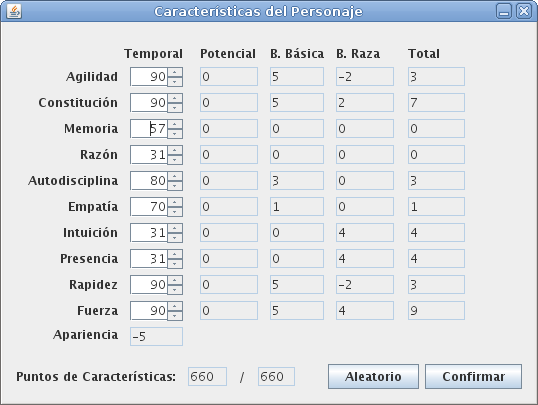 Características del Personaje
Temporal Potencial B. Básica B. Raza Total
Agilidad 90 0 5 -2 3
Constitución 90 0 5 2 7
Memoria 57 0 0 0 0
Razón 31 0 0 0 0
Autodisciplina 80 0 3 0 3
Empatía 70 0 1 0 1
Intuición 31 0 0 4 4
Presencia 31 0 0 4 4
Rapidez 90 0 5 -2 3
Fuerza 90 0 5 4 9
Apariencia -5
Puntos de Características: 660 / 660 Aleatorio Confirmar